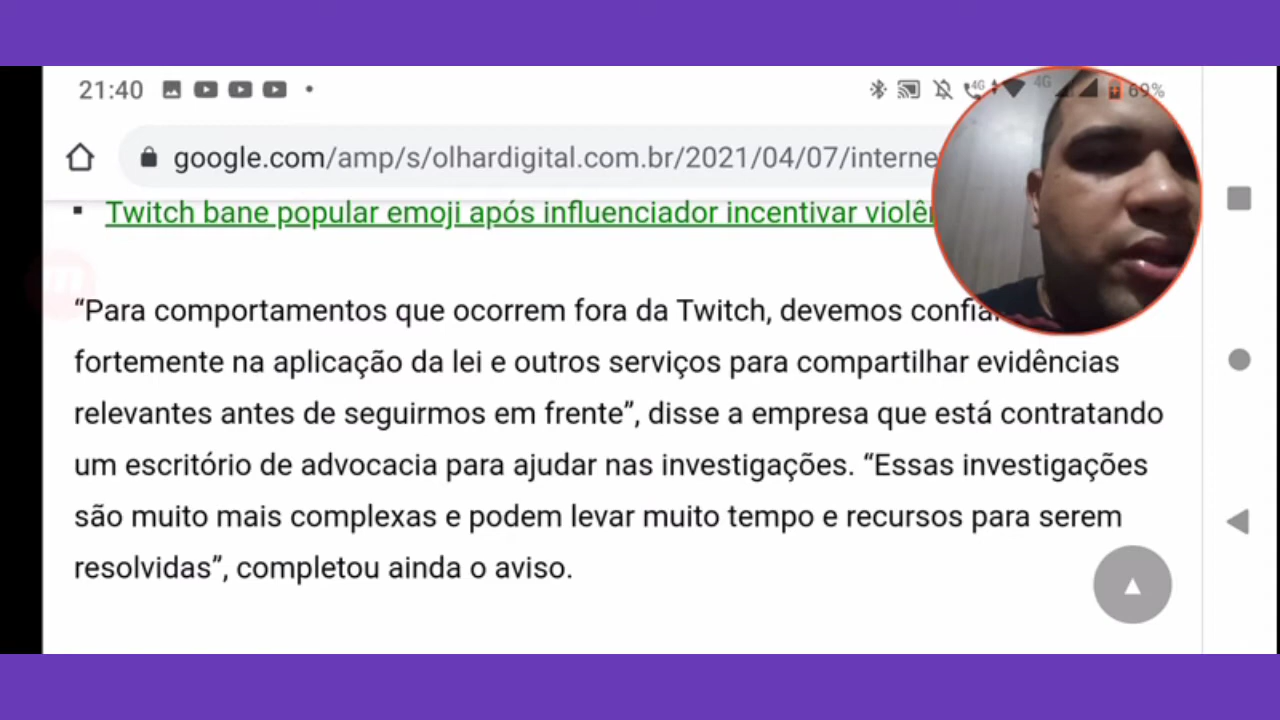 21:40
4G
4G
69%
google.com/amp/s/olhardigital.com.br/2021/04/07/interne
Twitch bane popular emoji após influenciador incentivar
“Para comportamentos que ocorrem fora da Twitch, devemos
fortemente na aplicação da lei e outros serviços para compartilhar evidências
relevantes antes de seguirmos em frente”, disse a empresa que está contratando
um escritório de advocacia para ajudar nas investigações. “Essas investigações
são muito mais complexas e podem levar muito tempo e recursos para serem
resolvidas”, completou ainda o aviso.